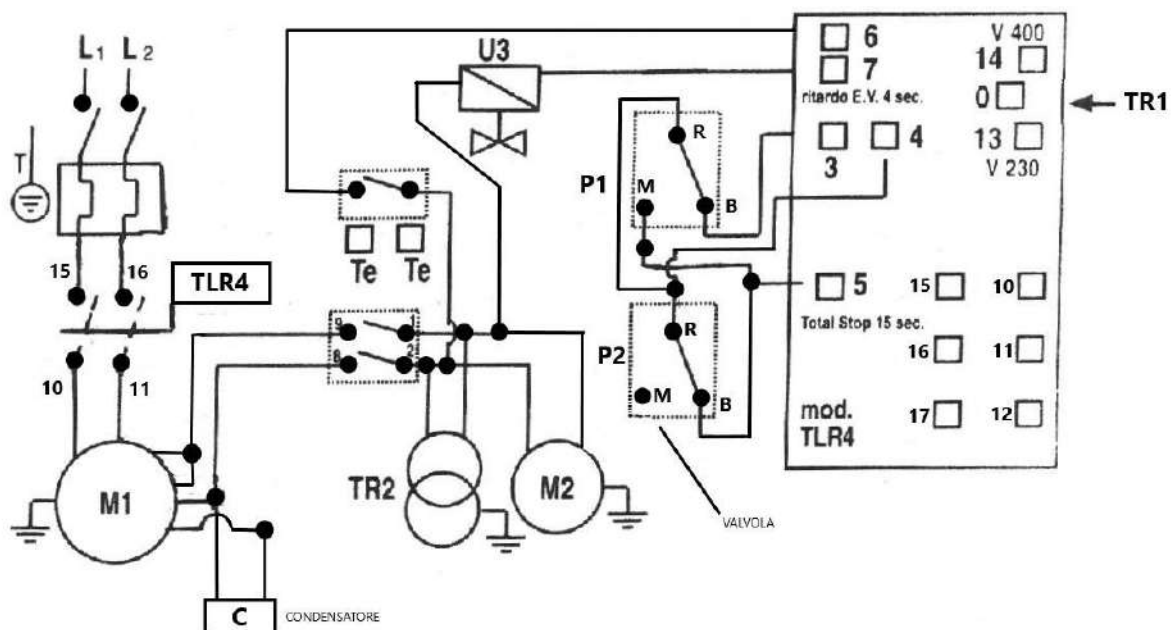 L1 L2
U3
6 V 400
7 14
ritardo E.V. 4 sec.
0
TR1
3 4 13
V 230
T
R
P1
M
B
Te Te
15 16
TLR4
5 15 10
Total Stop 15 sec.
9 1
8 2
R
P2
M
B
16 11
10 11
mod.
TLR4
17 12
M1
TR2
M2
VALVOLA
C
CONDENSATORE